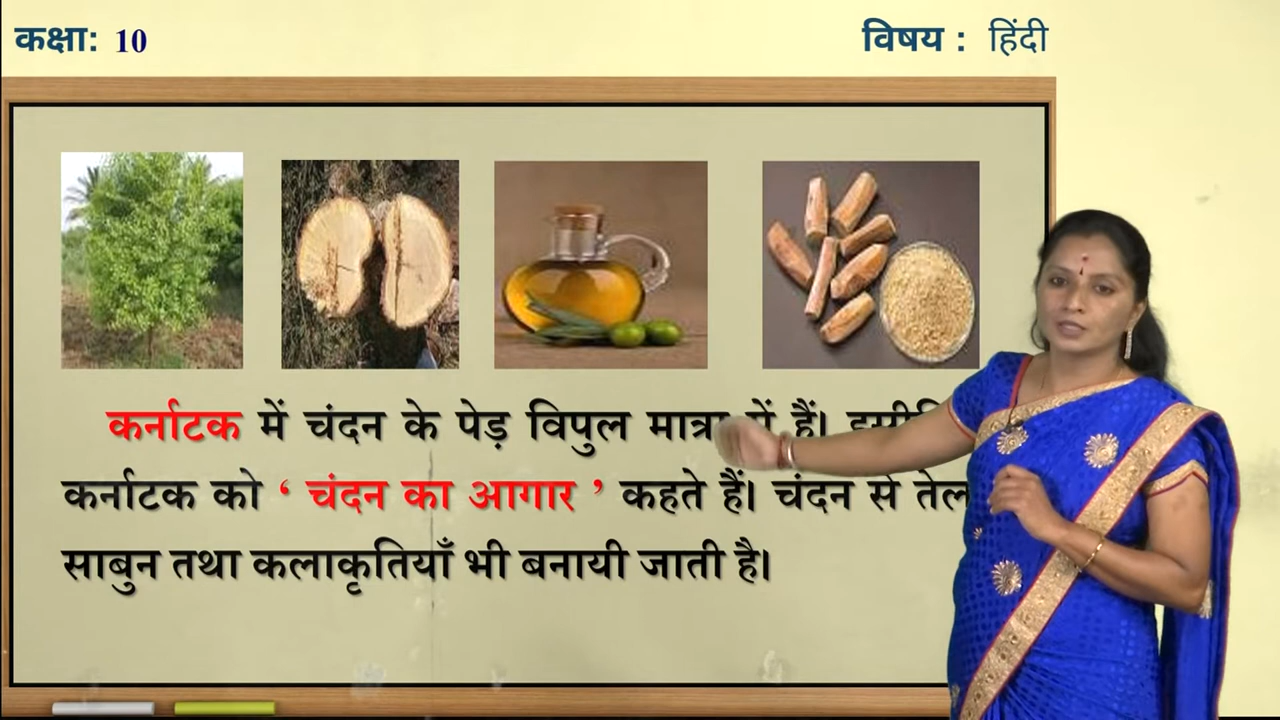 कक्षा: 10
विषय : हिंदी
कर्नाटक में चंदन के पेड़ विपुल मात्रा में हैं।
कर्नाटक को ‘ चंदन का आगार ’ कहते हैं। चंदन से तेल
साबुन तथा कलाकृतियाँ भी बनायी जाती है।